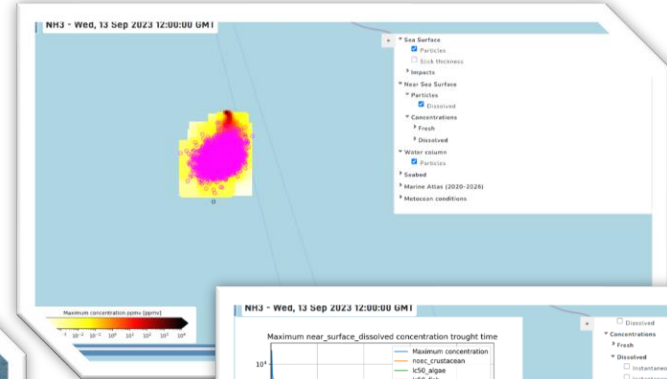 NH3 - Wed, 13 Sep 2023 12:00:00 GMT
Sea Surface
Particles
Slick thickness
Impacts
Near Sea Surface
Particles
Dissolved
Concentrations
Fresh
Dissolved
Water column
Particles
Seabed
Marine Atlas (2020-2026)
Metocean conditions
Maximum concentration ppmv [ppmv]
NH3 - Wed, 13 Sep 2023 12:00:00 GMT
Maximum near_surface_dissolved concentration trought time
Maximum concentration
noec_crustacean
lc50_algae
Dissolved
Concentrations
Fresh
Dissolved